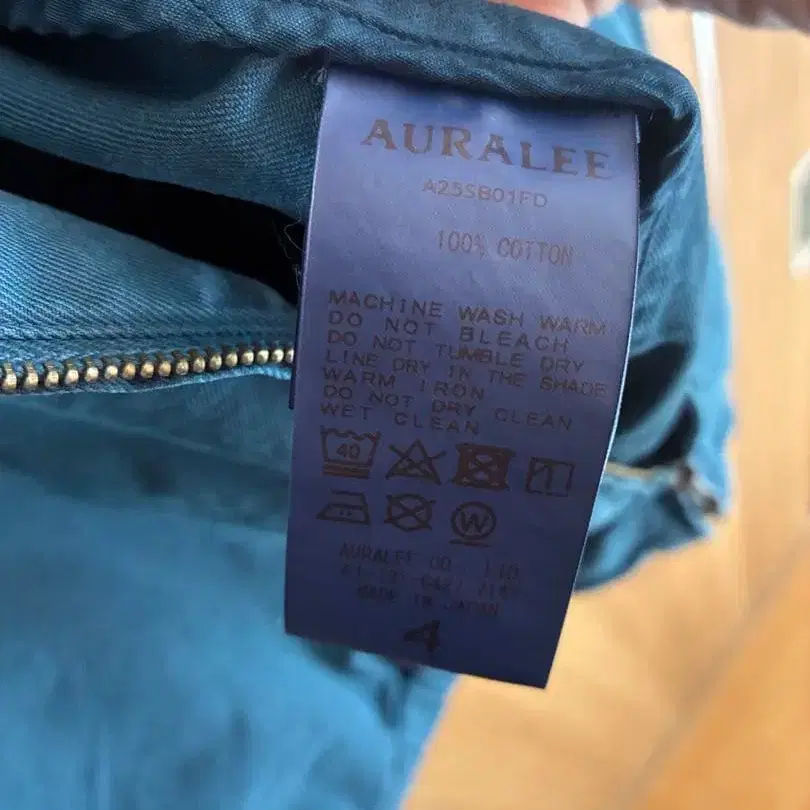 AURALEE
A25SB01FD
100% COTTON
MACHINE WASH WARM
DO NOT BLEACH
DO NOT TUMBLE DRY
LINE DRY IN THE SHADE
WARM IRON
DO NOT DRY CLEAN
WET CLEAN
40
W
AURALEE CO., LTD
MADE IN JAPAN
4